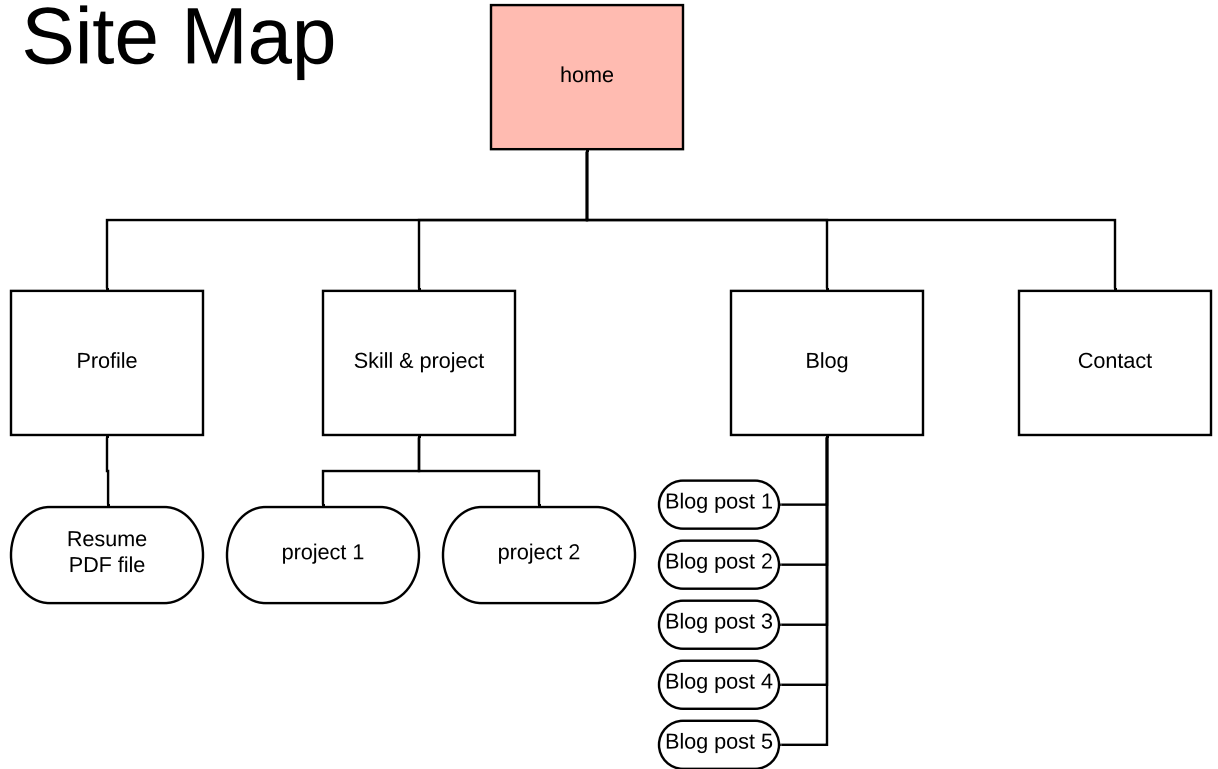 Site Map
home
Profile
Skill & project
Blog
Contact
Resume
PDF file
project 1
project 2
Blog post 1
Blog post 2
Blog post 3
Blog post 4
Blog post 5